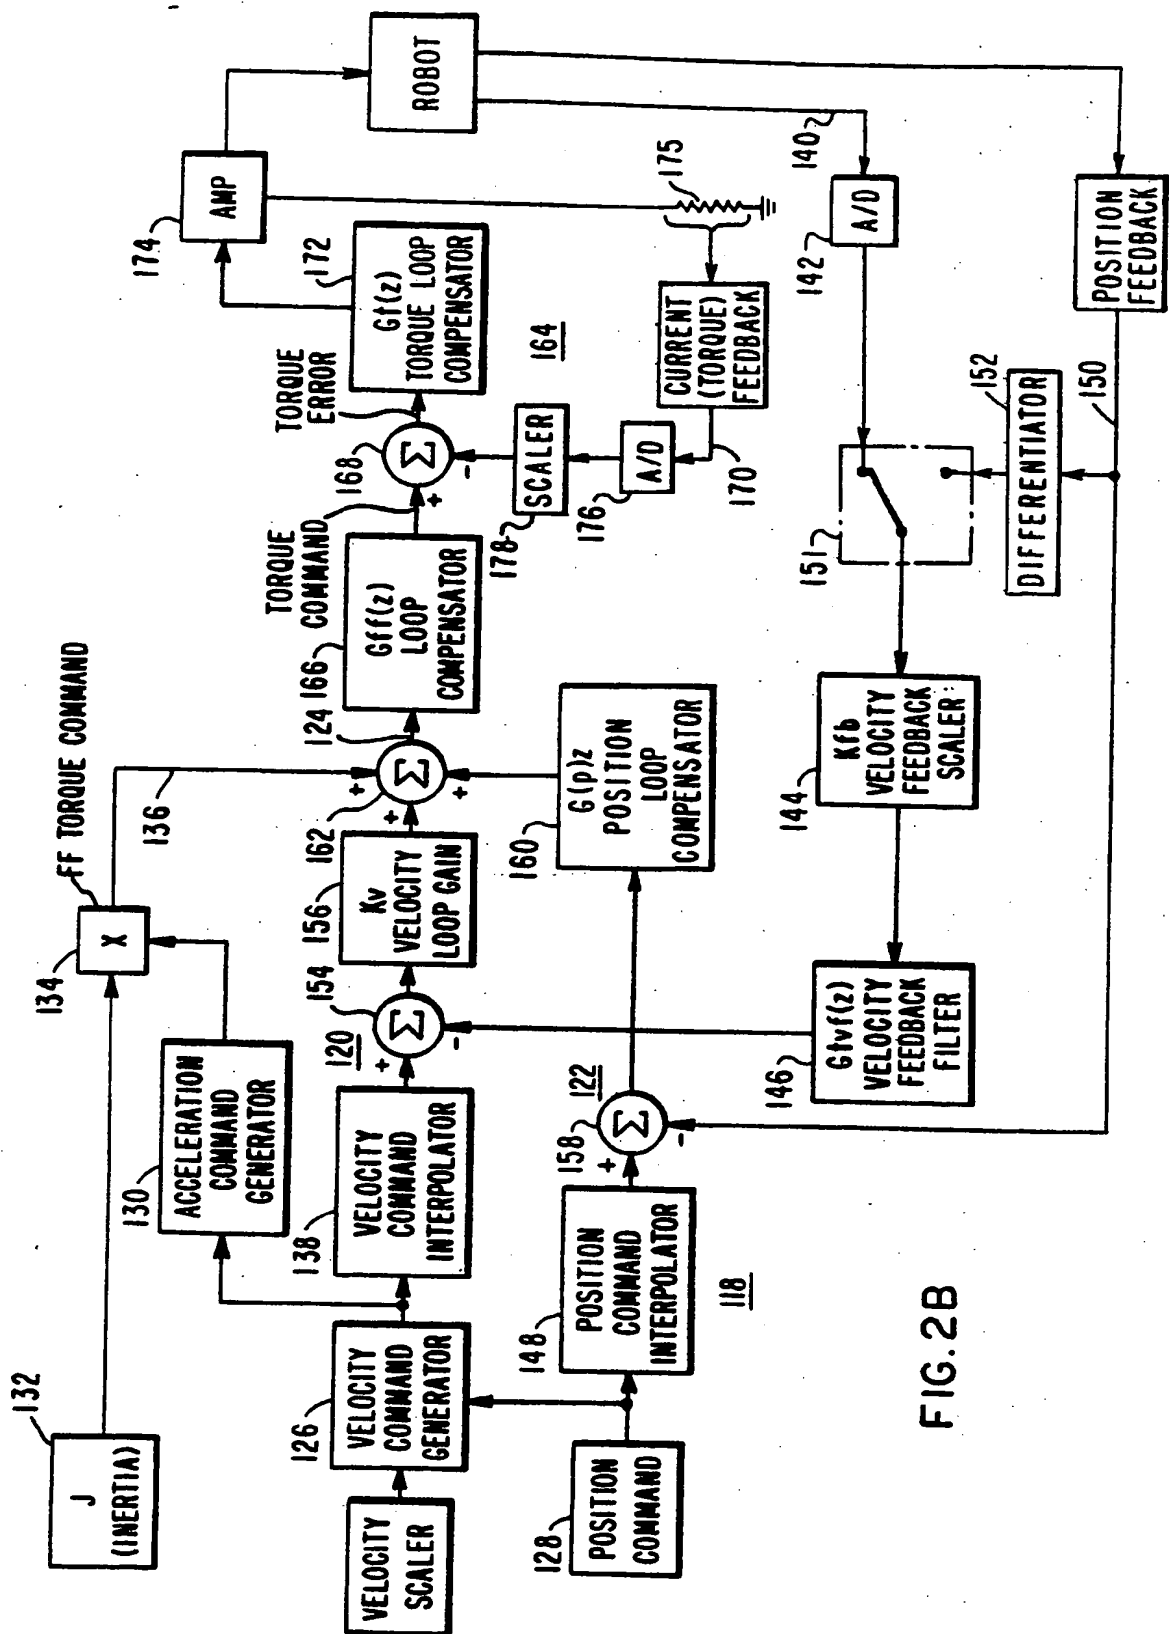 132
J
(INERTIA)
134
X
FF TORQUE COMMAND
136
130
ACCELERATION
COMMAND
GENERATOR
VELOCITY
SCALER
126
VELOCITY
COMMAND
GENERATOR
138
VELOCITY
COMMAND
INTERPOLATOR
120
+
-
154
Σ
156
Kv
VELOCITY
LOOP GAIN
162
+
+
+
Σ
124
166
Gff(z)
LOOP
COMPENSATOR
TORQUE
COMMAND
168
+
-
Σ
TORQUE
ERROR
172
Gf(z)
TORQUE LOOP
COMPENSATOR
174
AMP
ROBOT
128
POSITION
COMMAND
148
POSITION
COMMAND
INTERPOLATOR
118
158
+
-
Σ
122
160
G(p)z
POSITION
LOOP
COMPENSATOR
178
SCALER
164
176
A/D
170
CURRENT
(TORQUE)
FEEDBACK
175
140
142
A/D
151
152
DIFFERENTIATOR
150
POSITION
FEEDBACK
144
Kfb
VELOCITY
FEEDBACK
SCALER
146
Gtvf(z)
VELOCITY
FEEDBACK
FILTER
FIG. 2B